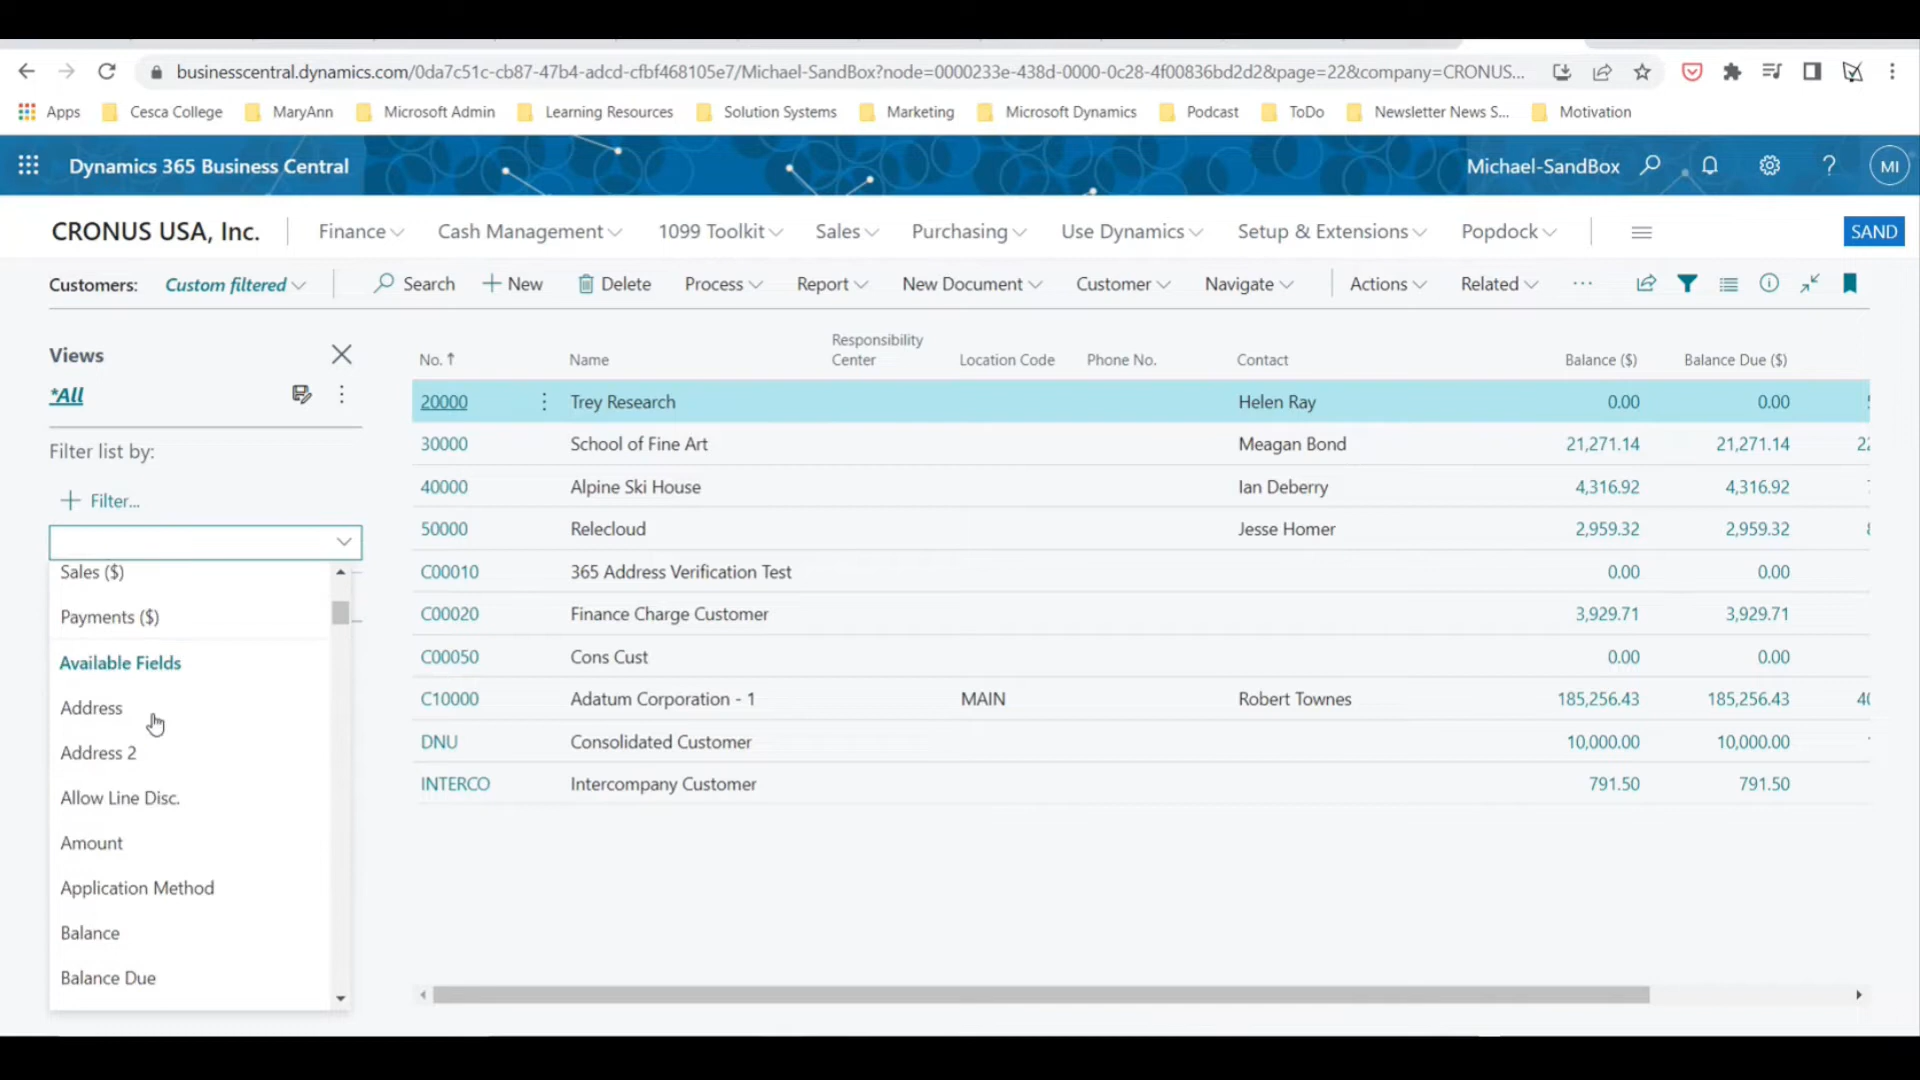 businesscentral.dynamics.com/0da7c51c-cb87-47b4-adcd-cfbf468105e7/Michael-SandBox?node=0000233e-438d-0000-0c28-4f00836bd2d2&page=22&company=CRONUS...
Apps Cesca College MaryAnn Microsoft Admin Learning Resources Solution Systems Marketing Microsoft Dynamics Podcast ToDo Newsletter News S... Motivation
Dynamics 365 Business Central Michael-SandBox ? MI
CRONUS USA, Inc. Finance Cash Management 1099 Toolkit Sales Purchasing Use Dynamics Setup & Extensions Popdock SAND
Customers: Custom filtered Search + New Delete Process Report New Document Customer Navigate Actions Related ...
Views
*All
Filter list by:
+ Filter...
Sales ($)
Payments ($)
Available Fields
Address
Address 2
Allow Line Disc.
Amount
Application Method
Balance
Balance Due
No. ↑ Name Responsibility Center Location Code Phone No. Contact Balance ($) Balance Due ($)
20000 Trey Research Helen Ray 0.00 0.00
30000 School of Fine Art Meagan Bond 21,271.14 21,271.14 22
40000 Alpine Ski House Ian Deberry 4,316.92 4,316.92
50000 Relecloud Jesse Homer 2,959.32 2,959.32
C00010 365 Address Verification Test 0.00 0.00
C00020 Finance Charge Customer 3,929.71 3,929.71
C00050 Cons Cust 0.00 0.00
C10000 Adatum Corporation - 1 MAIN Robert Townes 185,256.43 185,256.43 40
DNU Consolidated Customer 10,000.00 10,000.00
INTERCO Intercompany Customer 791.50 791.50